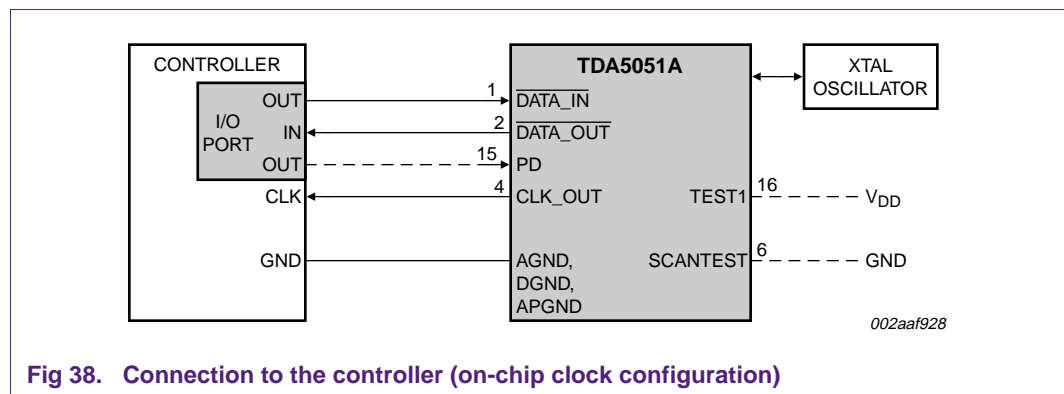 CONTROLLER
TDA5051A
XTAL
OSCILLATOR
I/O
PORT
OUT
1
DATA_IN
IN
2
DATA_OUT
OUT
15
PD
CLK
4
CLK_OUT
TEST1
16
VDD
GND
AGND,
DGND,
APGND
SCANTEST
6
GND
002aaf928
Fig 38. Connection to the controller (on-chip clock configuration)